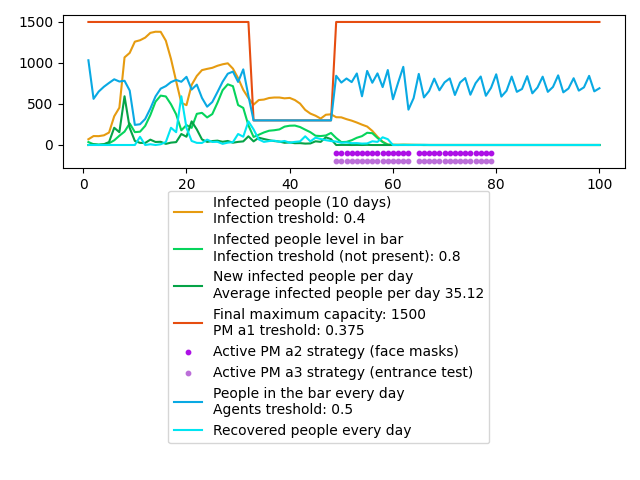 1500
1000
500
0
0 20 40 60 80 100
Infected people (10 days)
Infection treshold: 0.4
Infected people level in bar
Infection treshold (not present): 0.8
New infected people per day
Average infected people per day 35.12
Final maximum capacity: 1500
PM a1 treshold: 0.375
Active PM a2 strategy (face masks)
Active PM a3 strategy (entrance test)
People in the bar every day
Agents treshold: 0.5
Recovered people every day